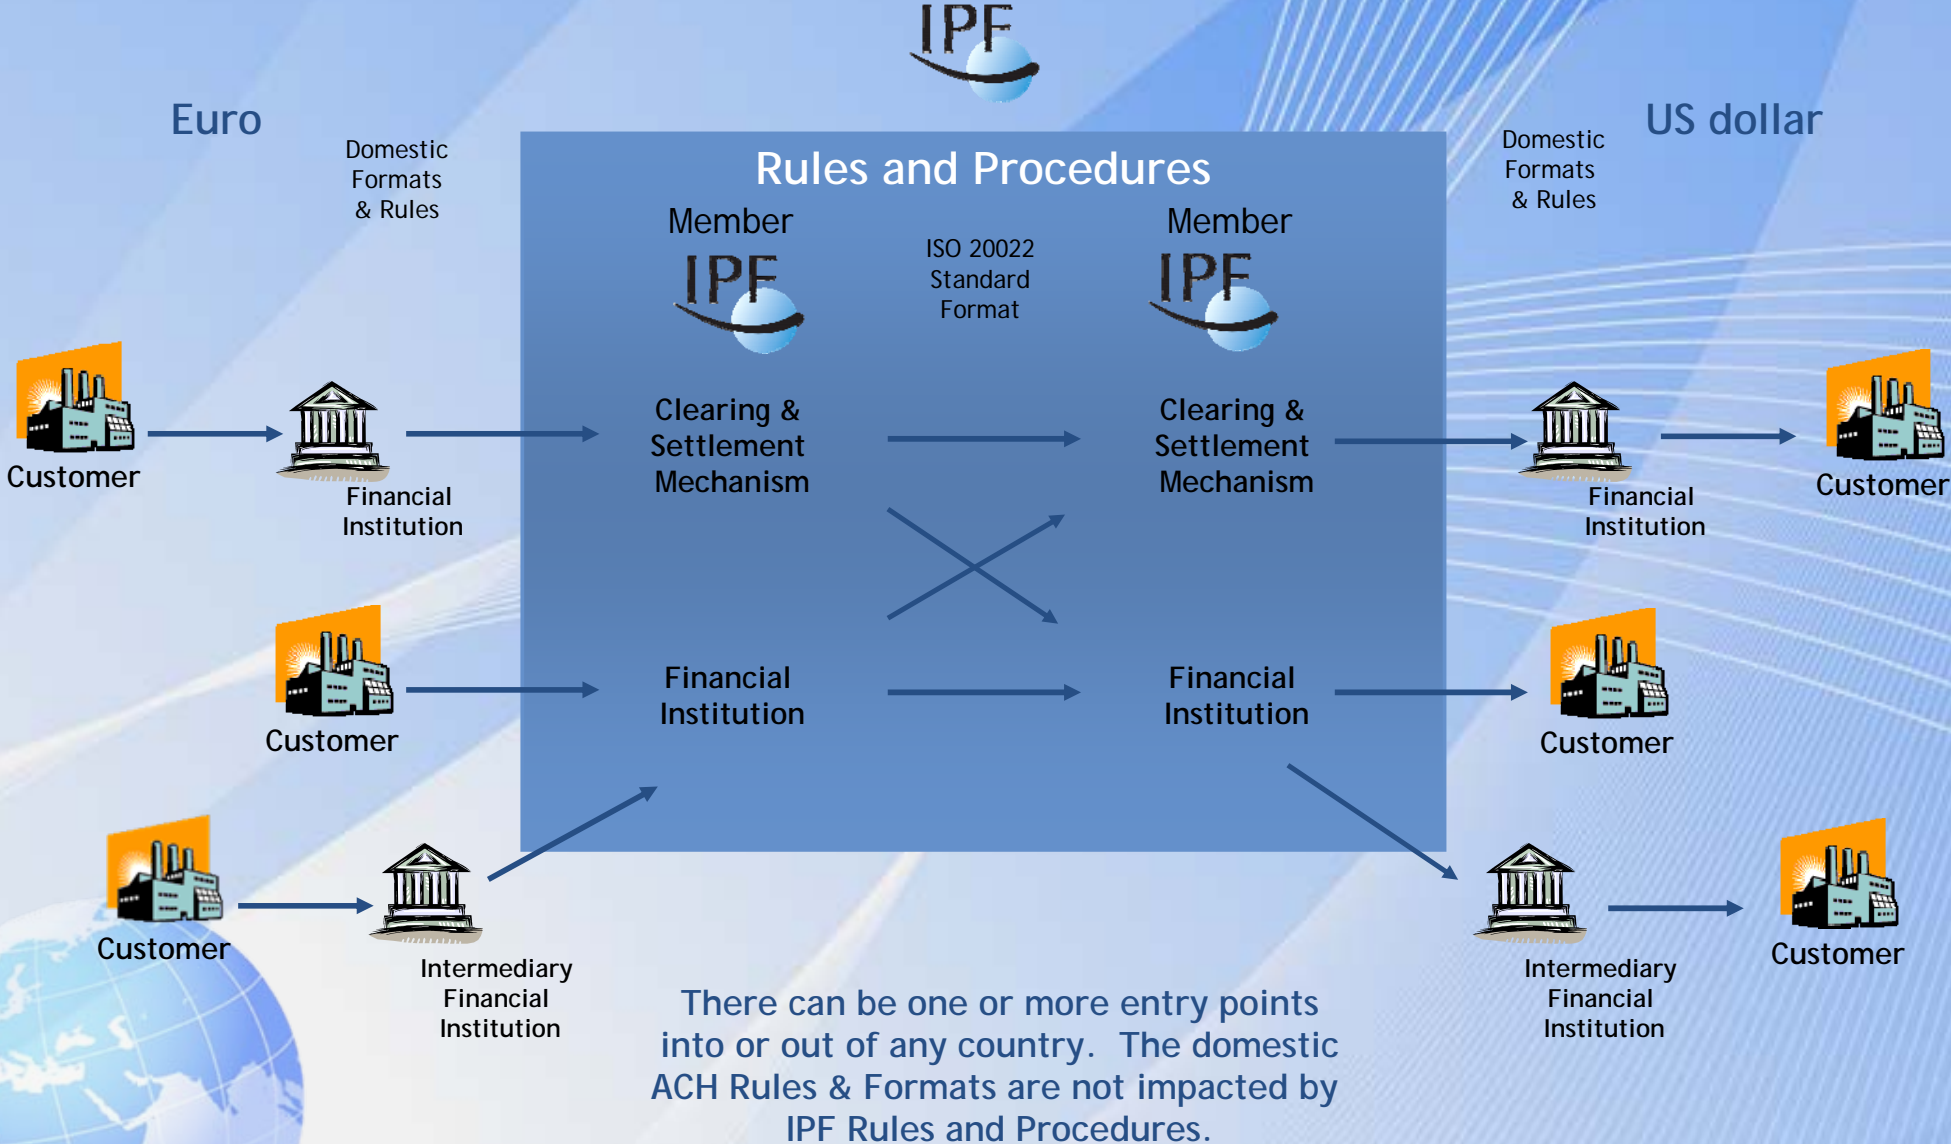 IPF
Euro
US dollar
Domestic
Formats
& Rules
Rules and Procedures
Domestic
Formats
& Rules
Member
IPF
ISO 20022
Standard
Format
Member
IPF
Customer
Financial
Institution
Clearing &
Settlement
Mechanism
Clearing &
Settlement
Mechanism
Financial
Institution
Customer
Customer
Financial
Institution
Financial
Institution
Customer
Customer
Intermediary
Financial
Institution
Intermediary
Financial
Institution
Customer
There can be one or more entry points
into or out of any country. The domestic
ACH Rules & Formats are not impacted by
IPF Rules and Procedures.